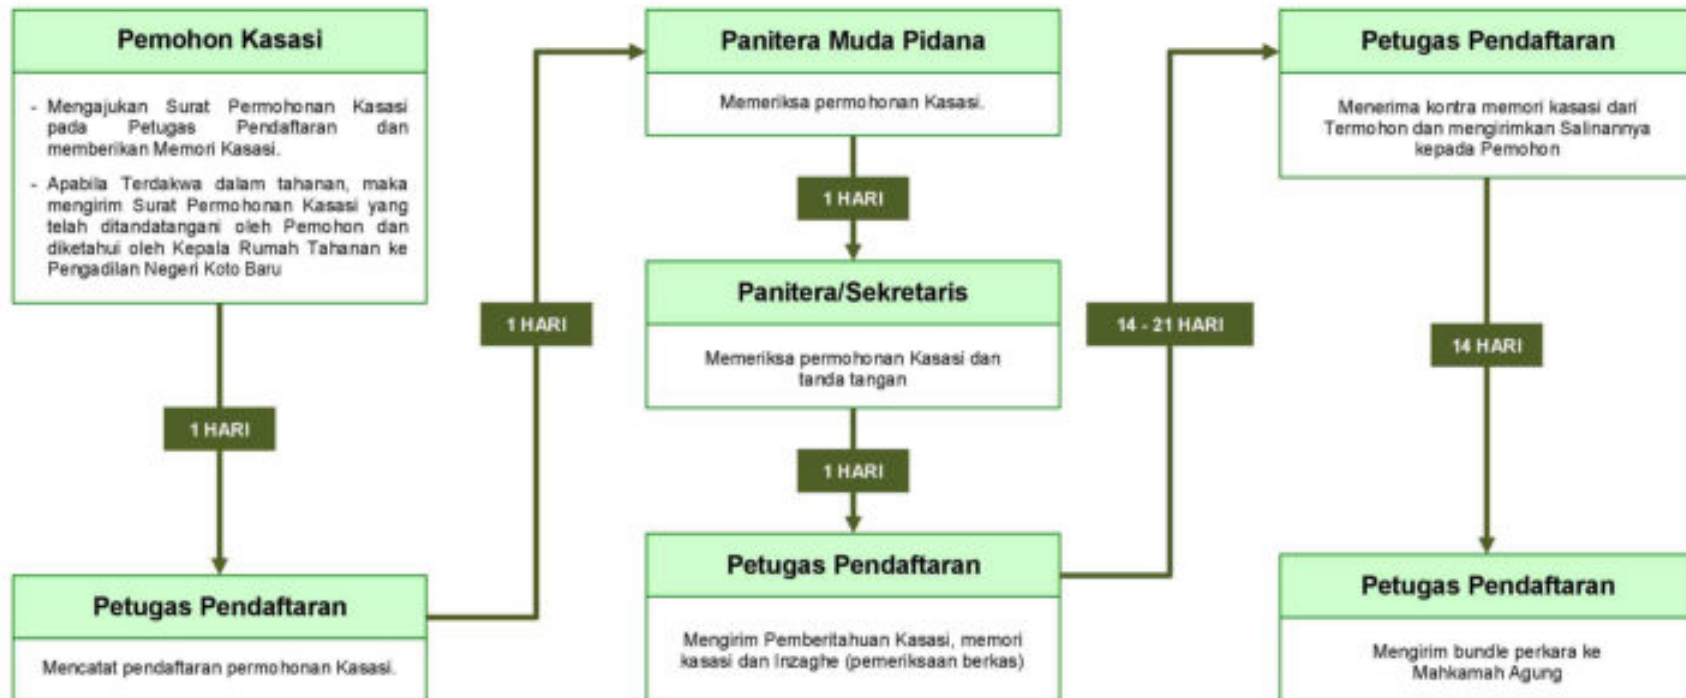 Pemohon Kasasi
- Mengajukan Surat Permohonan Kasasi
pada Petugas Pendaftaran dan
memberikan Memori Kasasi.
- Apabila Terdakwa dalam tahanan, maka
mengirim Surat Permohonan Kasasi yang
telah ditandatangani oleh Pemohon dan
diketahui oleh Kepala Rumah Tahanan ke
Pengadilan Negeri Koto Baru
1 HARI
Petugas Pendaftaran
Mencatat pendaftaran permohonan Kasasi.
1 HARI
Panitera Muda Pidana
Memeriksa permohonan Kasasi.
1 HARI
Panitera/Sekretaris
Memeriksa permohonan Kasasi dan
tanda tangan
1 HARI
Petugas Pendaftaran
Mengirim Pemberitahuan Kasasi, memori
kasasi dan Inzaghe (pemeriksaan berkas)
14 - 21 HARI
Petugas Pendaftaran
Menerima kontra memori kasasi dari
Termohon dan mengirimkan Salinannya
kepada Pemohon
14 HARI
Petugas Pendaftaran
Mengirim bundle perkara ke
Mahkamah Agung